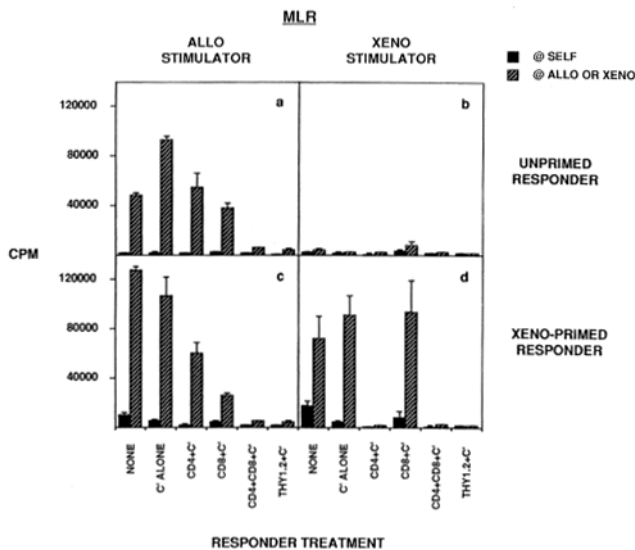 MLR
ALLO
STIMULATOR
XENO
STIMULATOR
@ SELF
@ ALLO OR XENO
a
b
120000
80000
40000
UNPRIMED
RESPONDER
CPM
c
d
120000
80000
40000
XENO-PRIMED
RESPONDER
NONE
C' ALONE
CD4+C'
CD8+C'
CD4+CD8+C'
THY1.2+C'
NONE
C' ALONE
CD4+C'
CD8+C'
CD4+CD8+C'
THY1.2+C'
RESPONDER TREATMENT